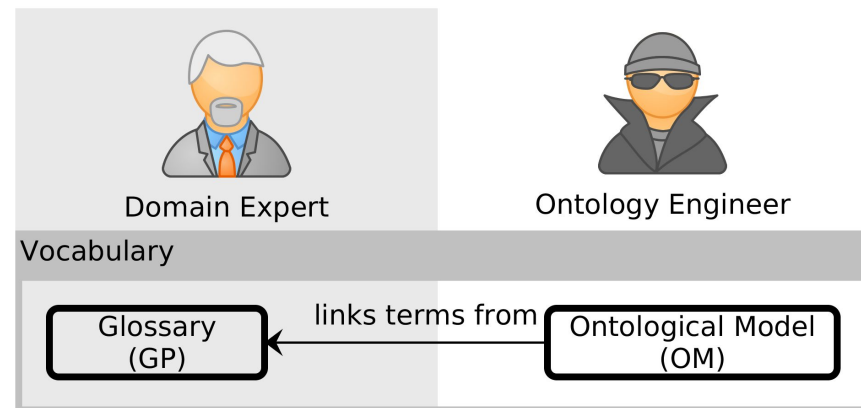 Domain Expert
Ontology Engineer
Vocabulary
Glossary
(GP)
links terms from
Ontological Model
(OM)